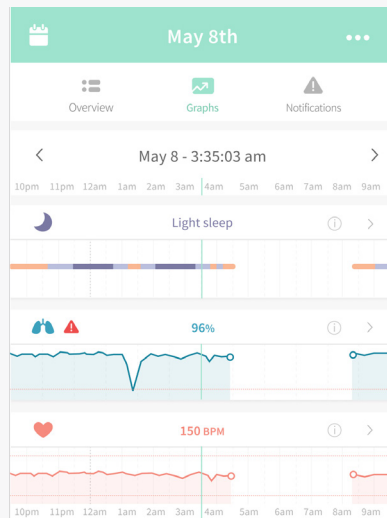 May 8th
Overview Graphs Notifications
May 8 - 3:35:03 am
10pm 11pm 12am 1am 2am 3am 4am 5am 6am 7am 8am 9am
Light sleep
96%
150 BPM
10pm 11pm 12am 1am 2am 3am 4am 5am 6am 7am 8am 9am